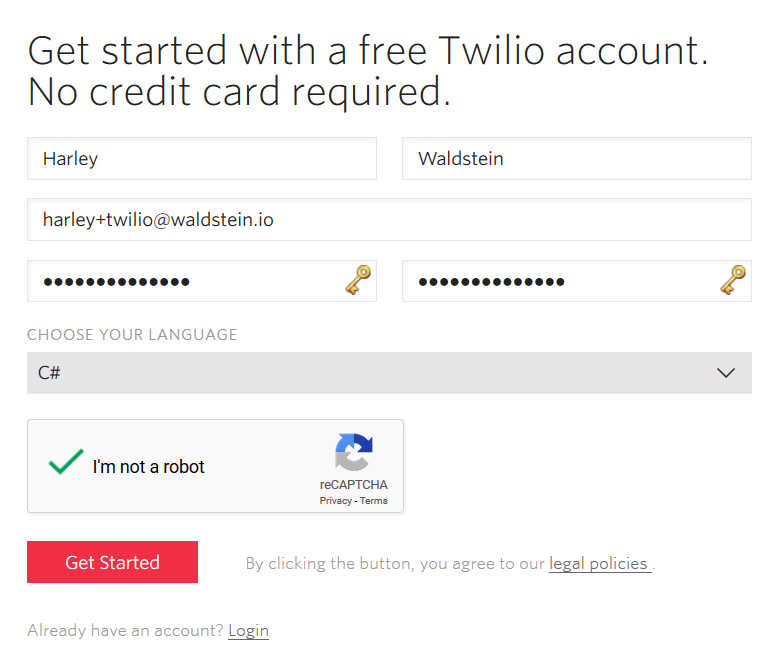 Get started with a free Twilio account.
No credit card required.
Harley
Waldstein
harley+twilio@waldstein.io
••••••••••••••
••••••••••••••
CHOOSE YOUR LANGUAGE
C#
I'm not a robot
reCAPTCHA
Privacy - Terms
Get Started
By clicking the button, you agree to our legal policies .
Already have an account? Login